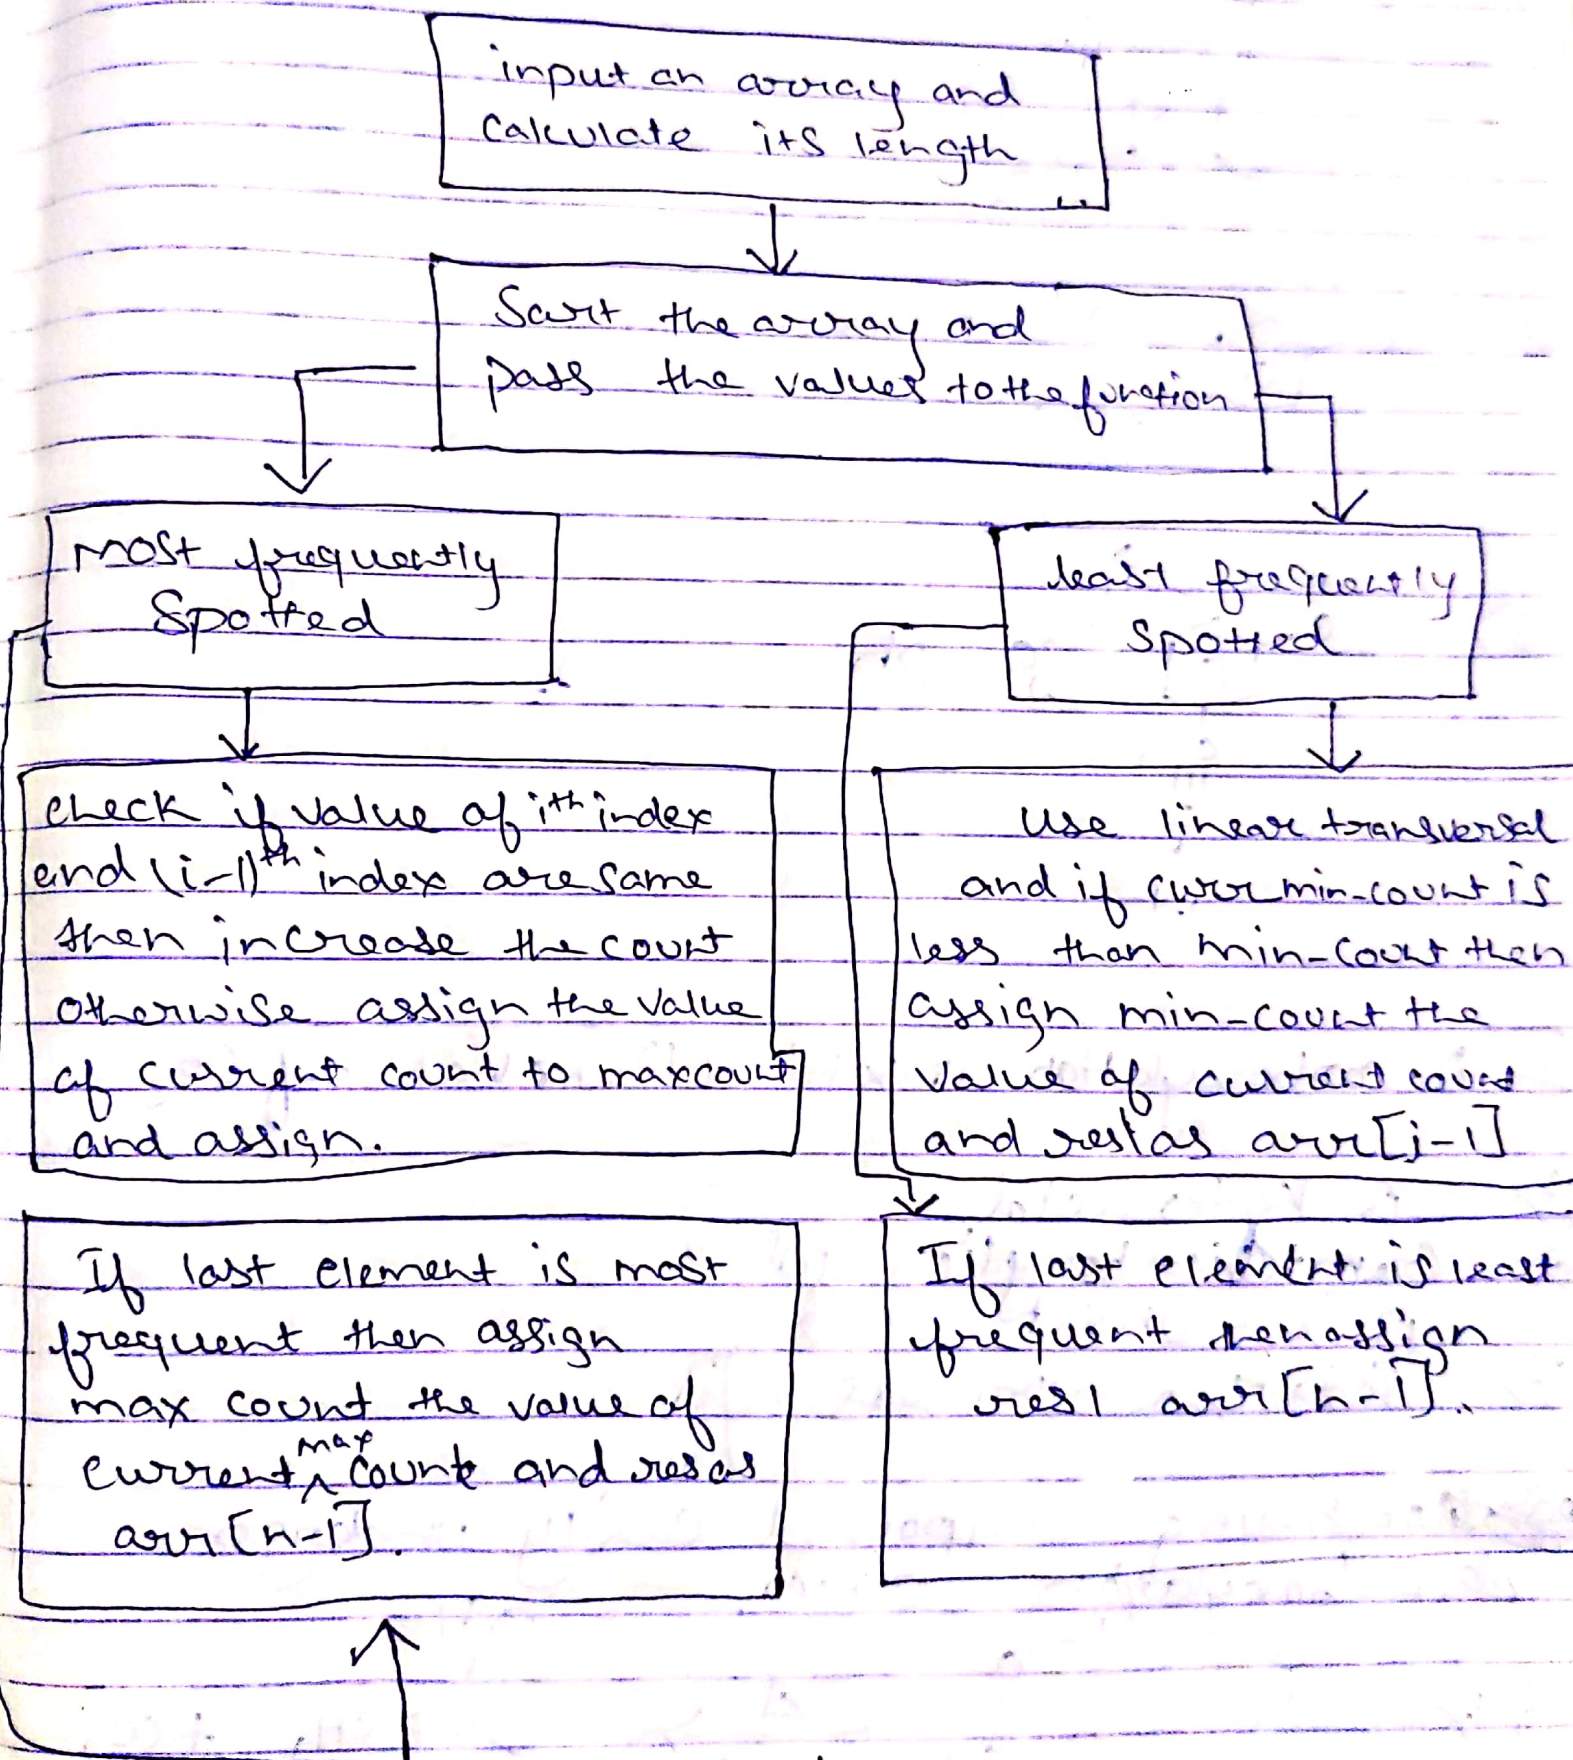 input an array and
Calculate its length
Sort the array and
pass the values to the function
most frequently
Spotted
least frequently
spotted
check if value of ith index
and (i-1)th index are same
then increase the count
otherwise assign the value
of current count to maxcount
and assign.
Use linear transversal
and if curr min-count is
less than min-count then
assign min-count the
value of current count
and res1 as arr[j-1]
If last element is most
frequent then assign
max count the value of
current max count and res as
arr[n-1].
If last element is least
frequent then assign
res1 arr[n-1].